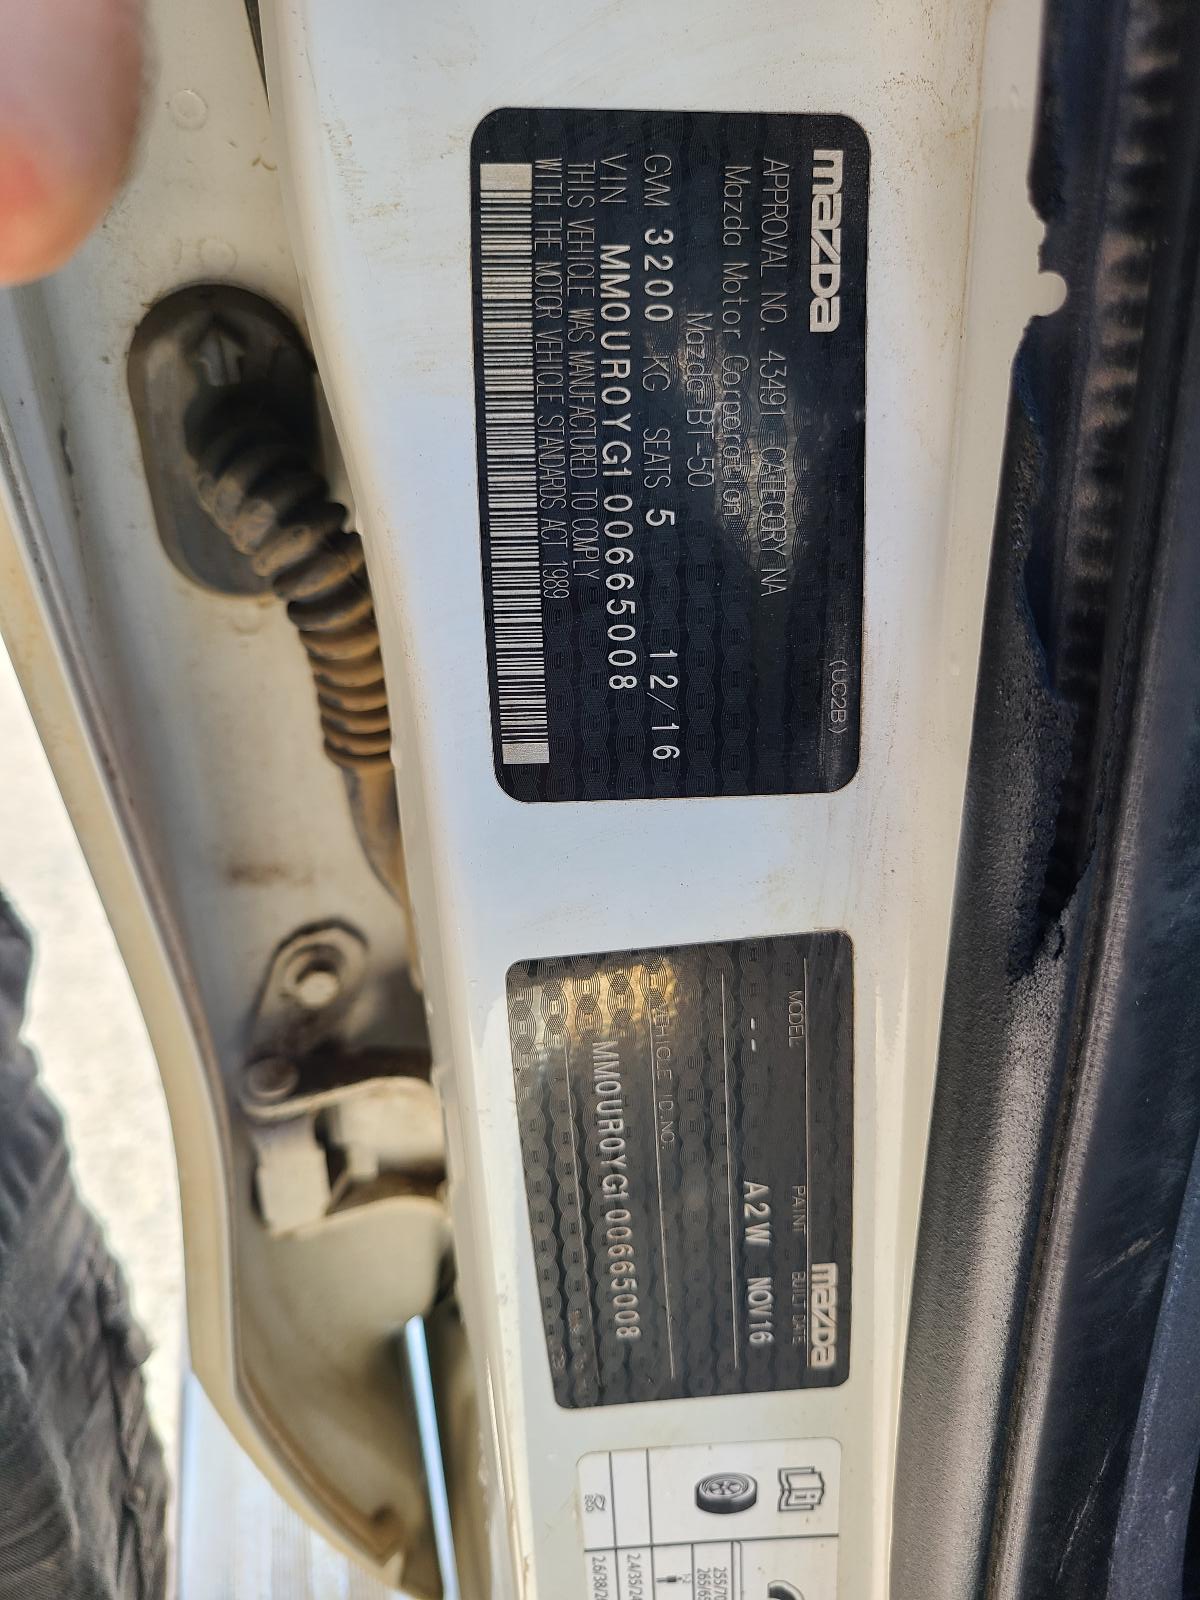 mazda
(UC2B)
APPROVAL NO. 43491 CATEGORY NA
Mazda Motor Corporation
Mazda BT-50
GVM 3200 KG SEATS 5 12/16
VIN MM0UR0YG100665008
THIS VEHICLE WAS MANUFACTURED TO COMPLY
WITH THE MOTOR VEHICLE STANDARDS ACT 1989
mazda
MODEL PAINT BUILT DATE
-- A2W NOV 16
VEHICLE ID.NO.
MM0UR0YG100665008